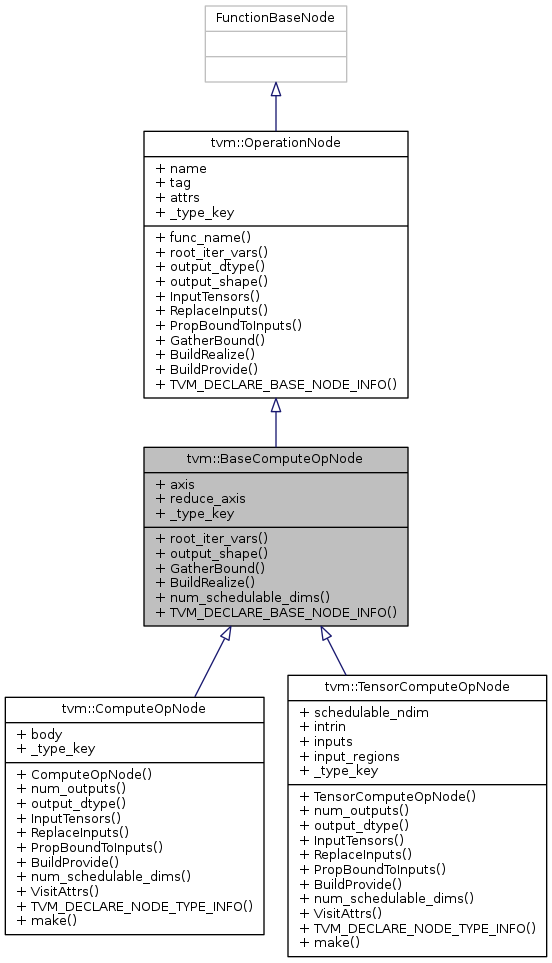 FunctionBaseNode
tvm::OperationNode
+ name
+ tag
+ attrs
+ _type_key
+ func_name()
+ root_iter_vars()
+ output_dtype()
+ output_shape()
+ InputTensors()
+ ReplaceInputs()
+ PropBoundToInputs()
+ GatherBound()
+ BuildRealize()
+ BuildProvide()
+ TVM_DECLARE_BASE_NODE_INFO()
tvm::BaseComputeOpNode
+ axis
+ reduce_axis
+ _type_key
+ root_iter_vars()
+ output_shape()
+ GatherBound()
+ BuildRealize()
+ num_schedulable_dims()
+ TVM_DECLARE_BASE_NODE_INFO()
tvm::ComputeOpNode
+ body
+ _type_key
+ ComputeOpNode()
+ num_outputs()
+ output_dtype()
+ InputTensors()
+ ReplaceInputs()
+ PropBoundToInputs()
+ BuildProvide()
+ num_schedulable_dims()
+ VisitAttrs()
+ TVM_DECLARE_NODE_TYPE_INFO()
+ make()
tvm::TensorComputeOpNode
+ schedulable_ndim
+ intrin
+ inputs
+ input_regions
+ _type_key
+ TensorComputeOpNode()
+ num_outputs()
+ output_dtype()
+ InputTensors()
+ ReplaceInputs()
+ PropBoundToInputs()
+ BuildProvide()
+ num_schedulable_dims()
+ VisitAttrs()
+ TVM_DECLARE_NODE_TYPE_INFO()
+ make()